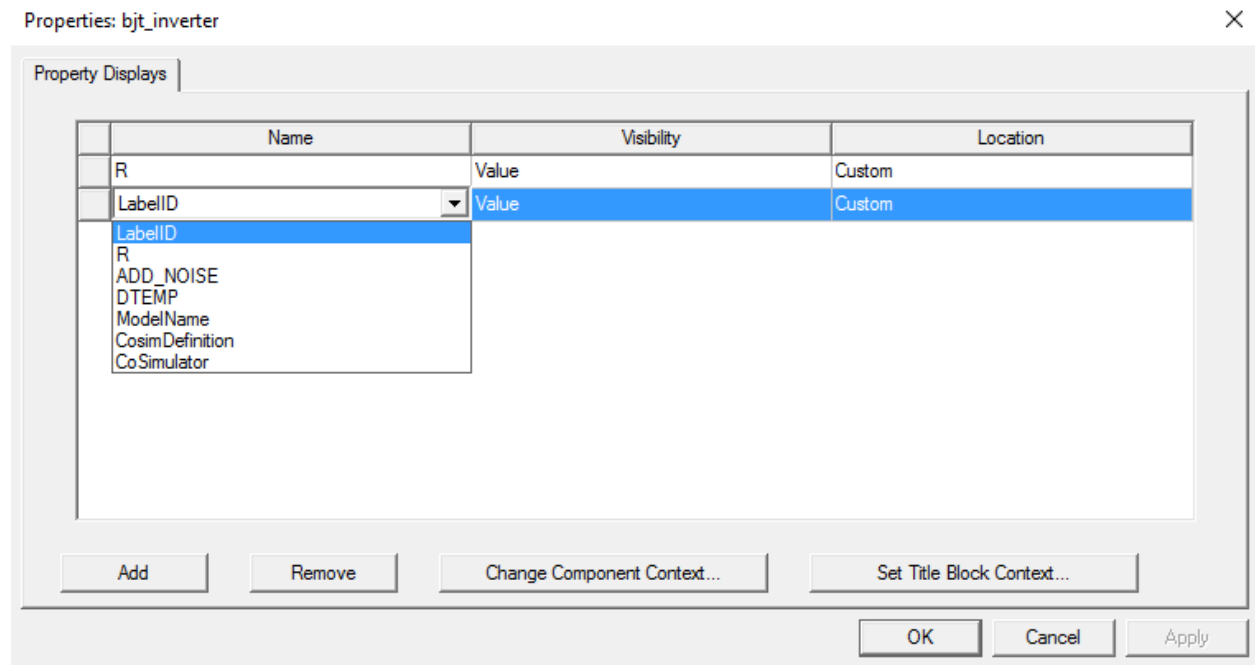 Properties: bjt_inverter
Property Displays
Name Visibility Location
R Value Custom
LabelID Value Custom
LabelID
R
ADD_NOISE
DTEMP
ModelName
CosimDefinition
CoSimulator
Add Remove Change Component Context... Set Title Block Context...
OK Cancel Apply